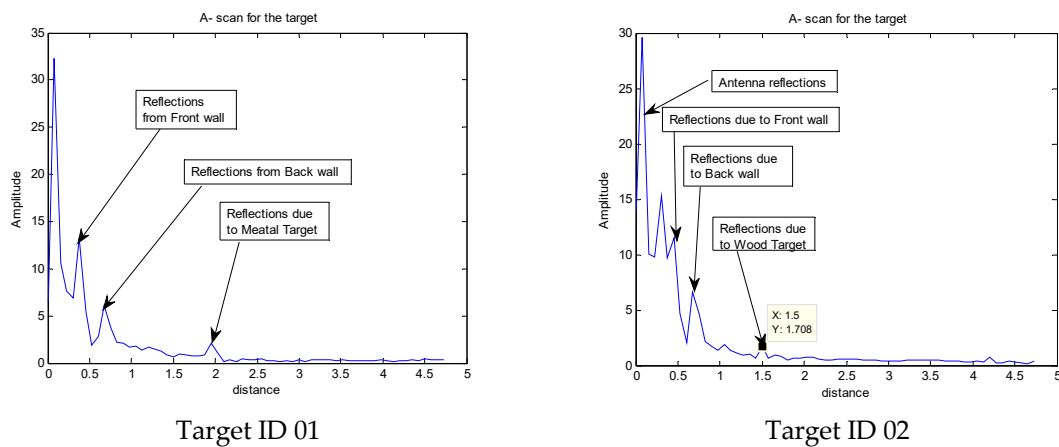 A- scan for the target
35
30
25
20
15
10
5
0
Amplitude
Reflections
from Front wall
Reflections from Back wall
Reflections due
to Meatal Target
0 0.5 1 1.5 2 2.5 3 3.5 4 4.5 5
distance
Target ID 01
A- scan for the target
30
25
20
15
10
5
0
Amplitude
Antenna reflections
Reflections due to Front wall
Reflections due
to Back wall
Reflections due
to Wood Target
X: 1.5
Y: 1.708
0 0.5 1 1.5 2 2.5 3 3.5 4 4.5 5
distance
Target ID 02